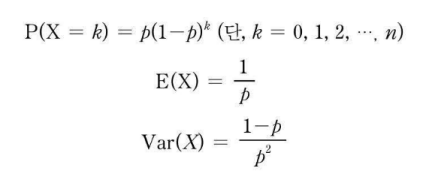 P(X = k) = p(1−p)^k (단, k = 0, 1, 2, ⋯, n)
E(X) = 1/p
Var(X) = (1−p)/p²